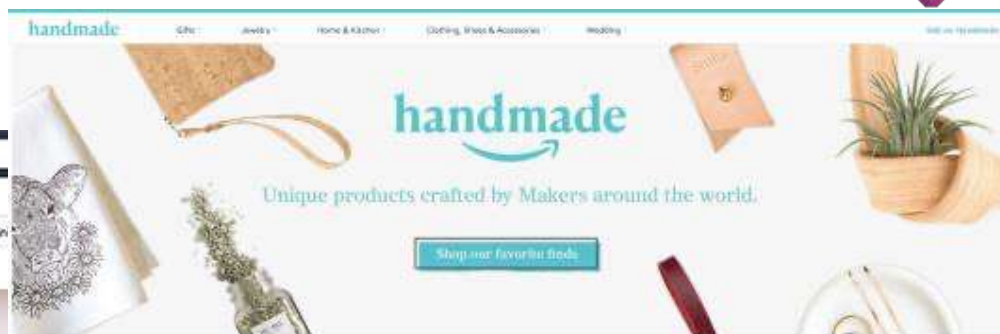 handmade Gifts Jewelry Home & Kitchen Clothing, Shoes & Accessories Wedding
handmade
Unique products crafted by Makers around the world.
Shop our favorite finds